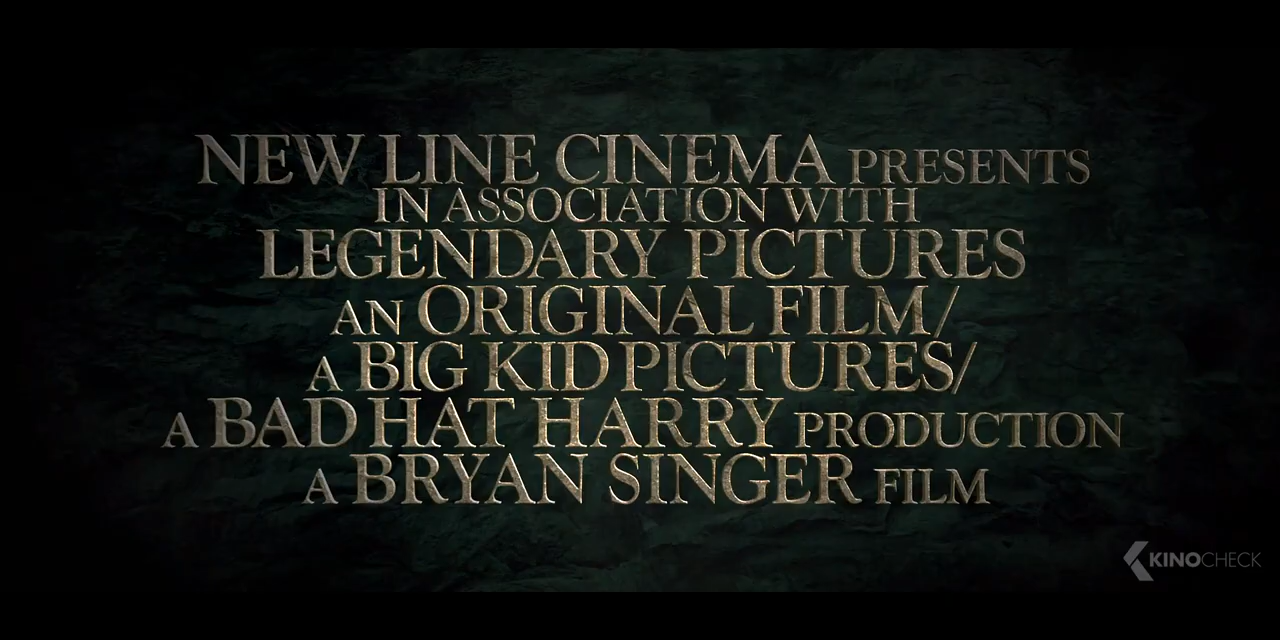 NEW LINE CINEMA PRESENTS
IN ASSOCIATION WITH
LEGENDARY PICTURES
AN ORIGINAL FILM/
A BIG KID PICTURES/
A BAD HAT HARRY PRODUCTION
A BRYAN SINGER FILM
KINOCHECK